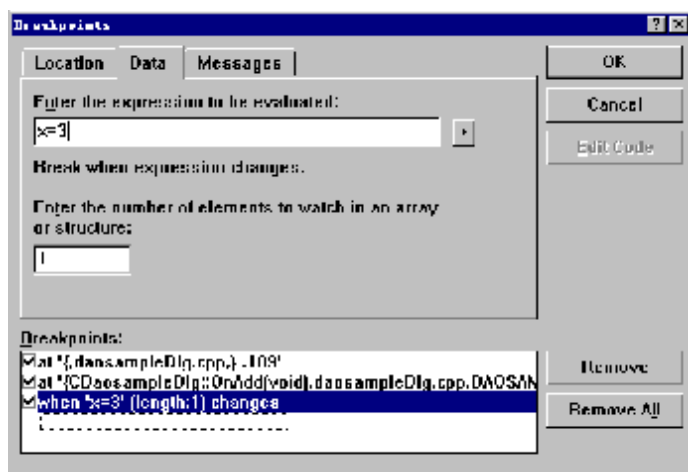 Breakpoints
Location Data Messages
OK
Enter the expression to be evaluated:
Cancel
x=3
Edit Code
Break when expression changes.
Enter the number of elements to watch in an array
or structure:
1
Breakpoints:
at "{,daosampleDlg.cpp,} .109"
Remove
at "{CDaosampleDlg::OnAdd(void),daosampleDlg.cpp,DAOSAM
when "x=3" (length:1) changes
Remove All